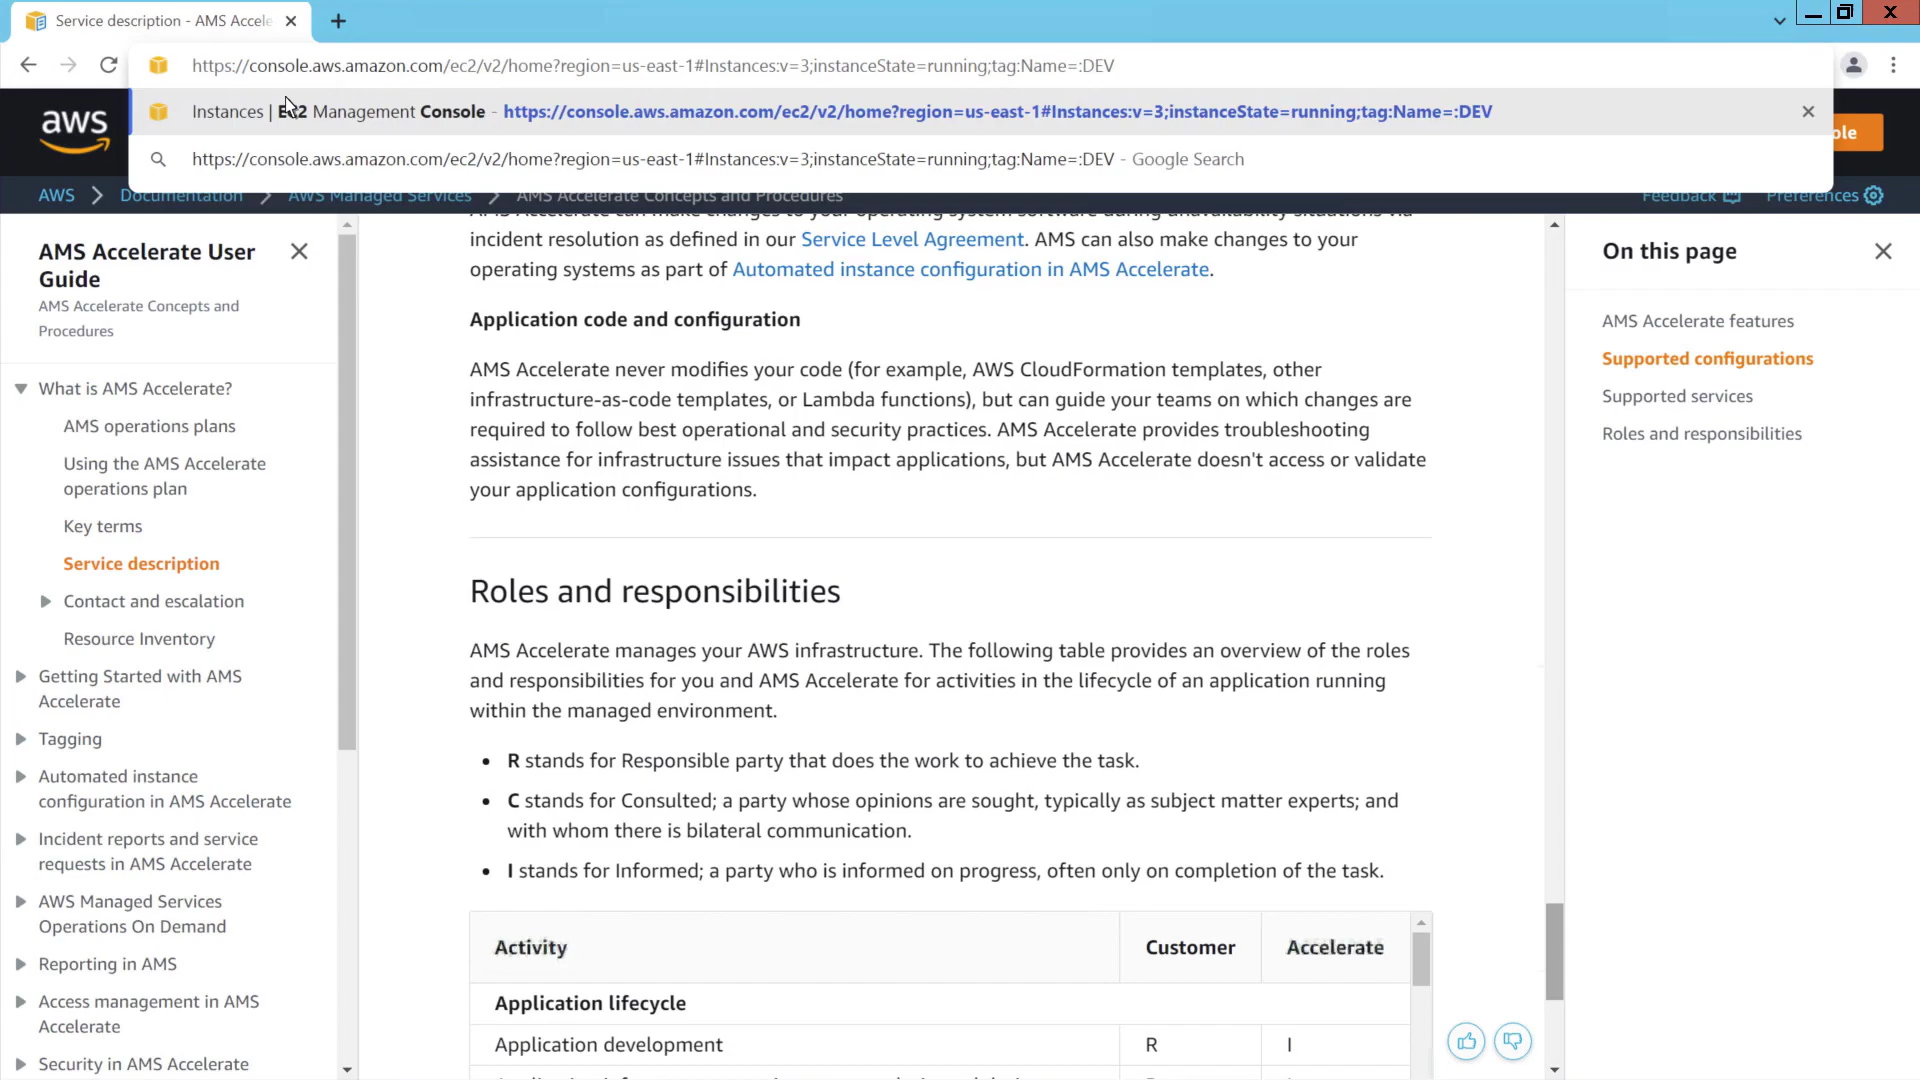 Service description - AMS Accele
https://console.aws.amazon.com/ec2/v2/home?region=us-east-1#Instances:v=3;instanceState=running;tag:Name=:DEV
Instances | Ec2 Management Console - https://console.aws.amazon.com/ec2/v2/home?region=us-east-1#Instances:v=3;instanceState=running;tag:Name=:DEV
https://console.aws.amazon.com/ec2/v2/home?region=us-east-1#Instances:v=3;instanceState=running;tag:Name=:DEV - Google Search
aws
ole
AWS > Documentation > AWS Managed Services > AMS Accelerate Concepts and Procedures
Feedback Preferences
AMS Accelerate User
Guide
AMS Accelerate Concepts and
Procedures
What is AMS Accelerate?
AMS operations plans
Using the AMS Accelerate
operations plan
Key terms
Service description
Contact and escalation
Resource Inventory
Getting Started with AMS
Accelerate
Tagging
Automated instance
configuration in AMS Accelerate
Incident reports and service
requests in AMS Accelerate
AWS Managed Services
Operations On Demand
Reporting in AMS
Access management in AMS
Accelerate
Security in AMS Accelerate
AMS Accelerate can make changes to your operating system software during unavailability situations via
incident resolution as defined in our Service Level Agreement. AMS can also make changes to your
operating systems as part of Automated instance configuration in AMS Accelerate.
Application code and configuration
AMS Accelerate never modifies your code (for example, AWS CloudFormation templates, other
infrastructure-as-code templates, or Lambda functions), but can guide your teams on which changes are
required to follow best operational and security practices. AMS Accelerate provides troubleshooting
assistance for infrastructure issues that impact applications, but AMS Accelerate doesn't access or validate
your application configurations.
Roles and responsibilities
AMS Accelerate manages your AWS infrastructure. The following table provides an overview of the roles
and responsibilities for you and AMS Accelerate for activities in the lifecycle of an application running
within the managed environment.
• R stands for Responsible party that does the work to achieve the task.
• C stands for Consulted; a party whose opinions are sought, typically as subject matter experts; and
with whom there is bilateral communication.
• I stands for Informed; a party who is informed on progress, often only on completion of the task.
Activity Customer Accelerate
Application lifecycle
Application development R I
On this page
AMS Accelerate features
Supported configurations
Supported services
Roles and responsibilities